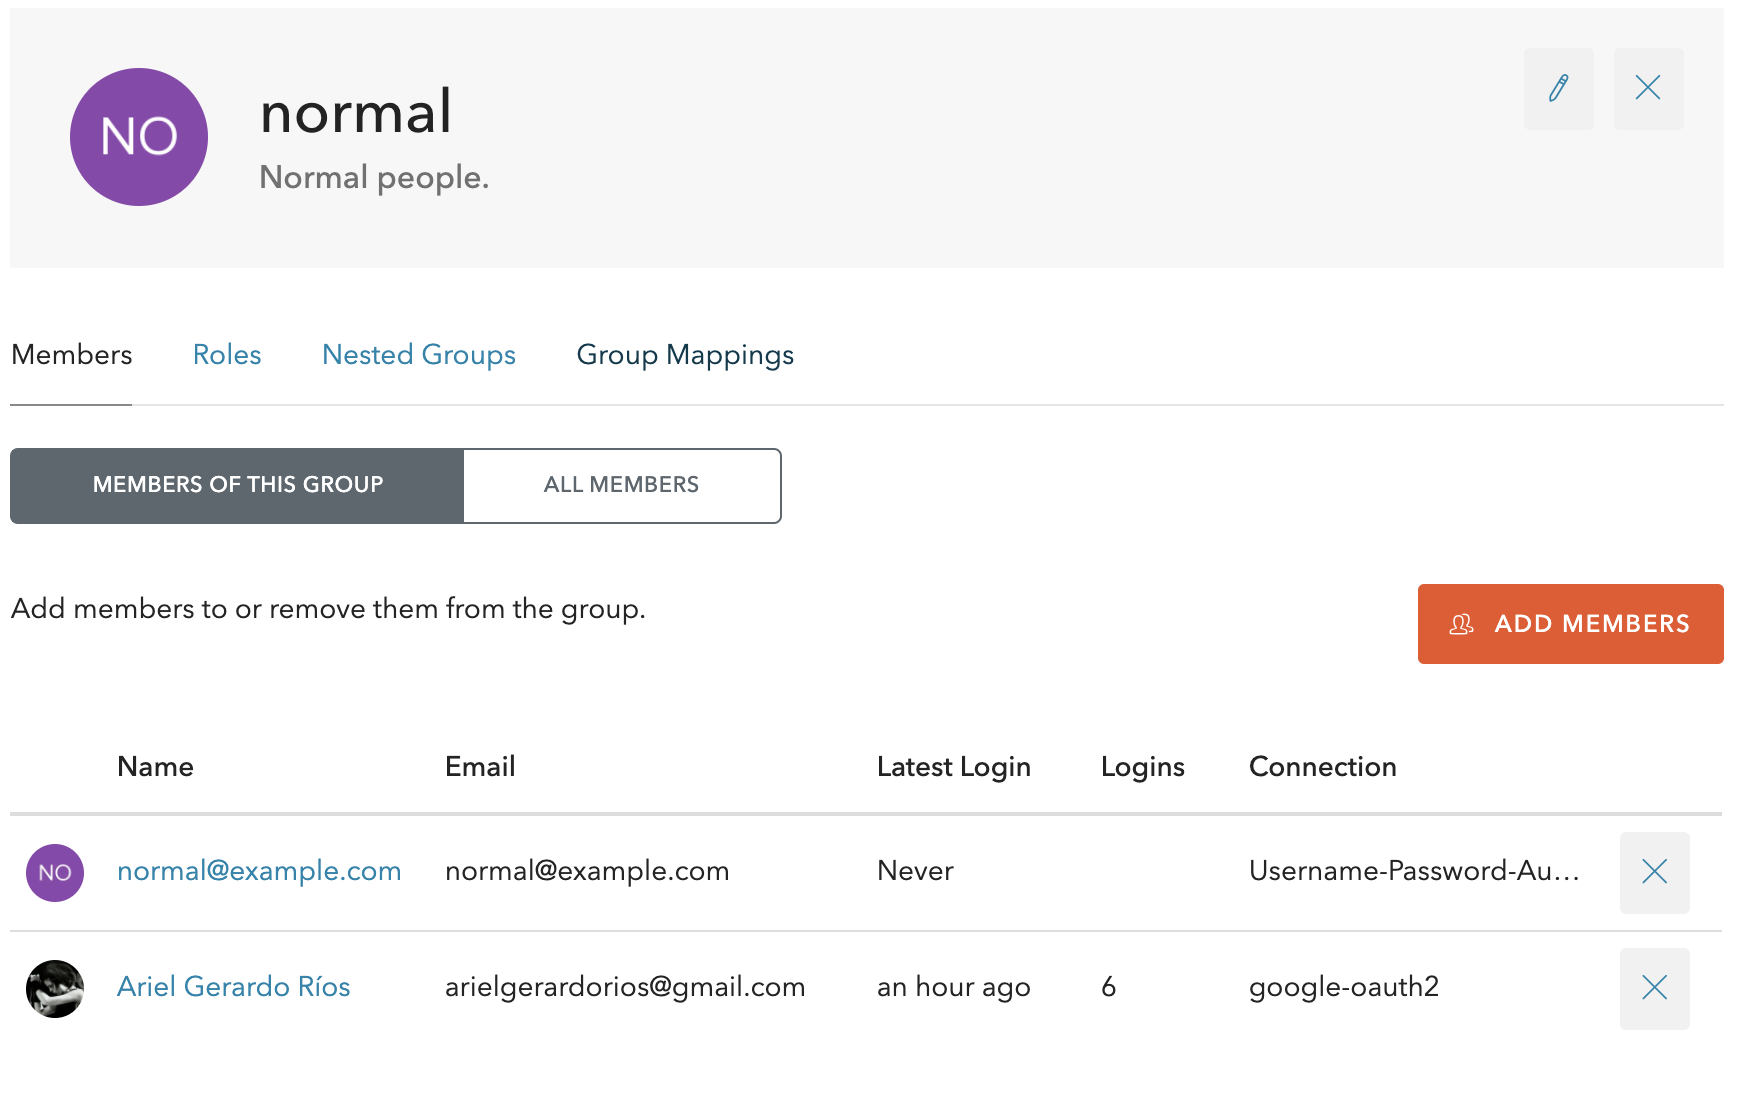 NO
normal
Normal people.
Members Roles Nested Groups Group Mappings
MEMBERS OF THIS GROUP ALL MEMBERS
Add members to or remove them from the group.
ADD MEMBERS
Name Email Latest Login Logins Connection
NO normal@example.com normal@example.com Never Username-Password-Au...
Ariel Gerardo Ríos arielgerardorios@gmail.com an hour ago 6 google-oauth2